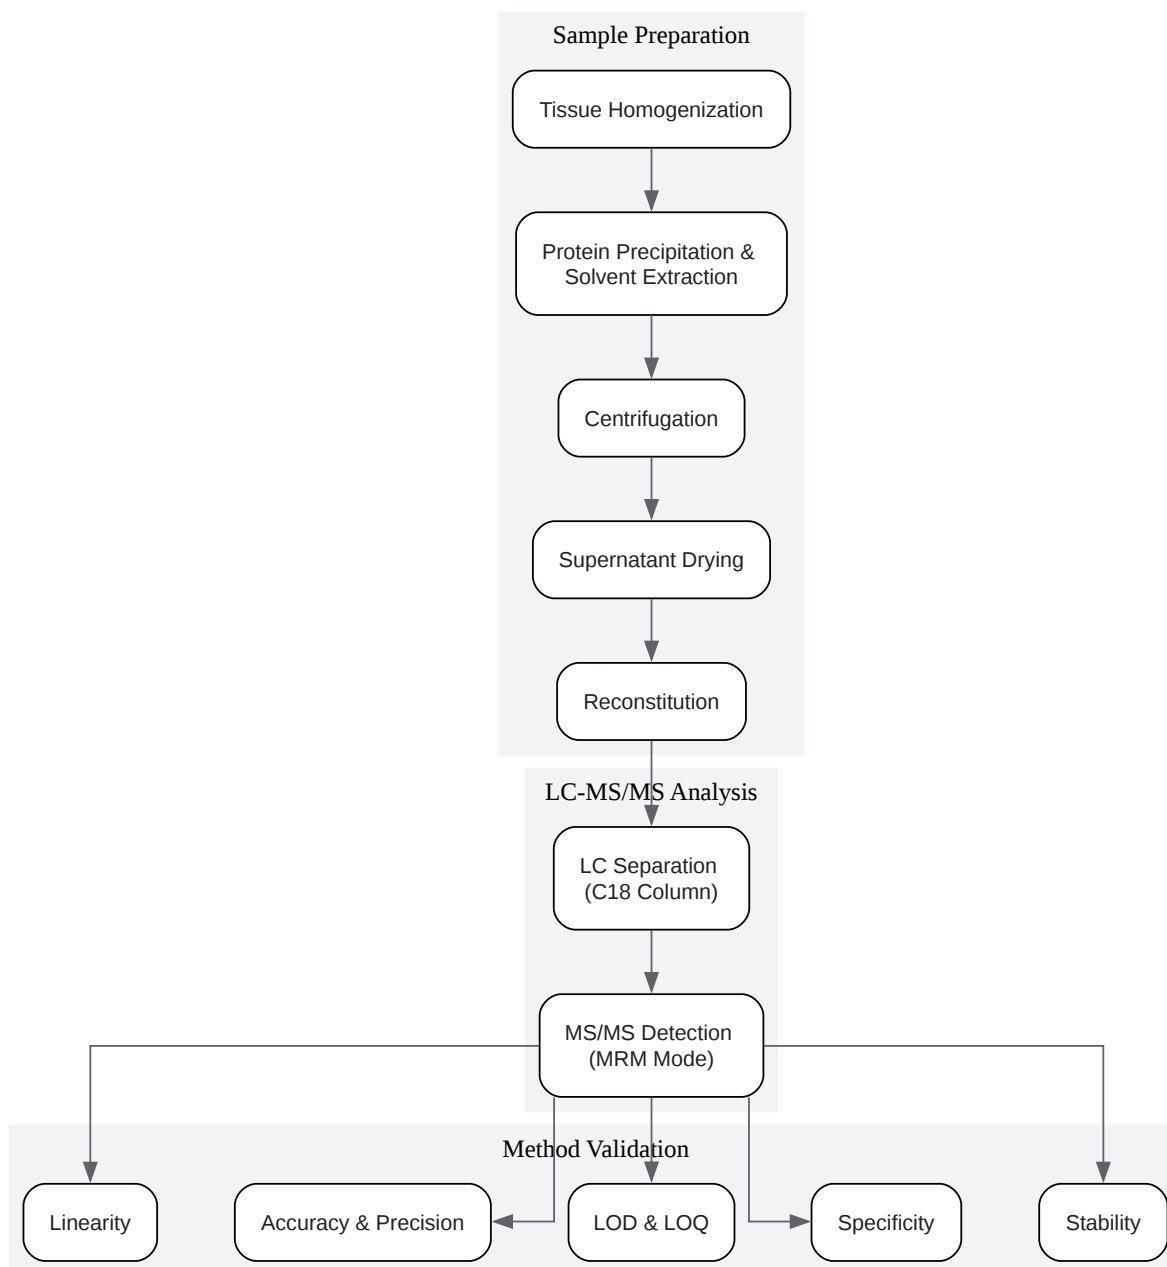 Sample Preparation
Tissue Homogenization
Protein Precipitation &
Solvent Extraction
Centrifugation
Supernatant Drying
Reconstitution
LC-MS/MS Analysis
LC Separation
(C18 Column)
MS/MS Detection
(MRM Mode)
Method Validation
Linearity
Accuracy & Precision
LOD & LOQ
Specificity
Stability